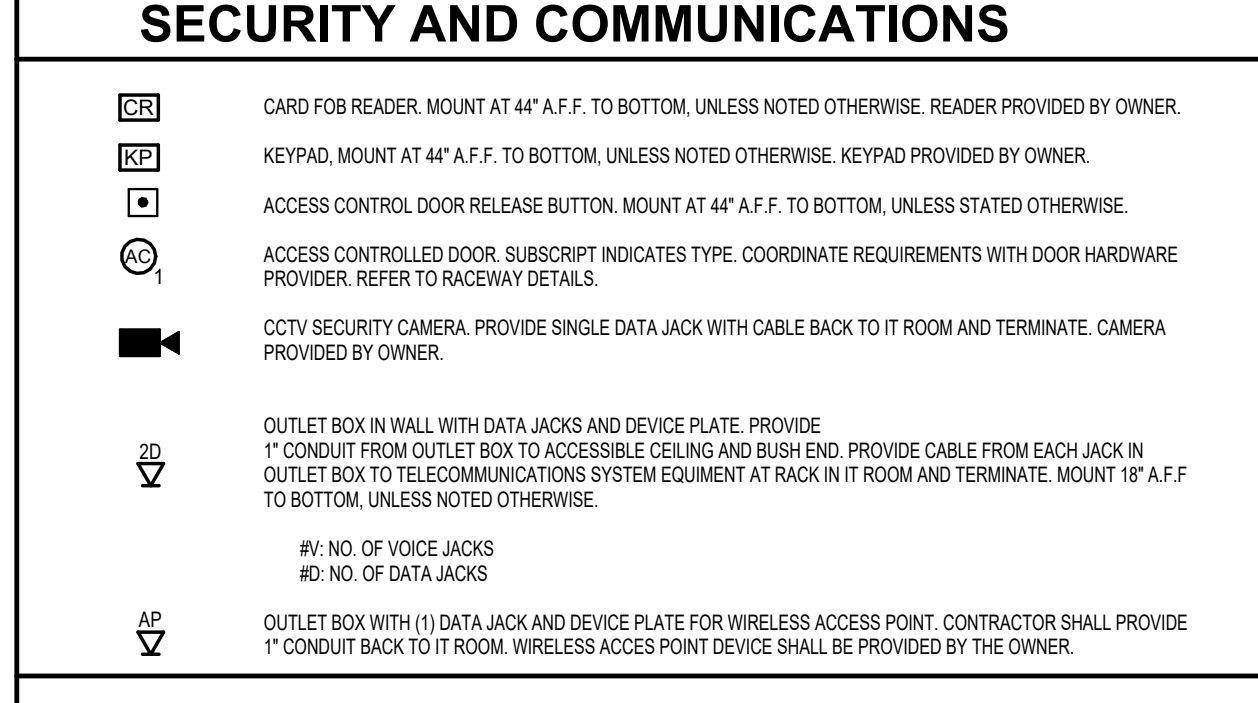 SECURITY AND COMMUNICATIONS
CR CARD FOB READER. MOUNT AT 44" A.F.F. TO BOTTOM, UNLESS NOTED OTHERWISE. READER PROVIDED BY OWNER.
KP KEYPAD, MOUNT AT 44" A.F.F. TO BOTTOM, UNLESS NOTED OTHERWISE. KEYPAD PROVIDED BY OWNER.
ACCESS CONTROL DOOR RELEASE BUTTON. MOUNT AT 44" A.F.F. TO BOTTOM, UNLESS STATED OTHERWISE.
AC 1 ACCESS CONTROLLED DOOR. SUBSCRIPT INDICATES TYPE. COORDINATE REQUIREMENTS WITH DOOR HARDWARE
PROVIDER. REFER TO RACEWAY DETAILS.
CCTV SECURITY CAMERA. PROVIDE SINGLE DATA JACK WITH CABLE BACK TO IT ROOM AND TERMINATE. CAMERA
PROVIDED BY OWNER.
OUTLET BOX IN WALL WITH DATA JACKS AND DEVICE PLATE. PROVIDE
2D 1" CONDUIT FROM OUTLET BOX TO ACCESSIBLE CEILING AND BUSH END. PROVIDE CABLE FROM EACH JACK IN
OUTLET BOX TO TELECOMMUNICATIONS SYSTEM EQUIMENT AT RACK IN IT ROOM AND TERMINATE. MOUNT 18" A.F.F
TO BOTTOM, UNLESS NOTED OTHERWISE.
#V: NO. OF VOICE JACKS
#D: NO. OF DATA JACKS
AP OUTLET BOX WITH (1) DATA JACK AND DEVICE PLATE FOR WIRELESS ACCESS POINT. CONTRACTOR SHALL PROVIDE
1" CONDUIT BACK TO IT ROOM. WIRELESS ACCES POINT DEVICE SHALL BE PROVIDED BY THE OWNER.